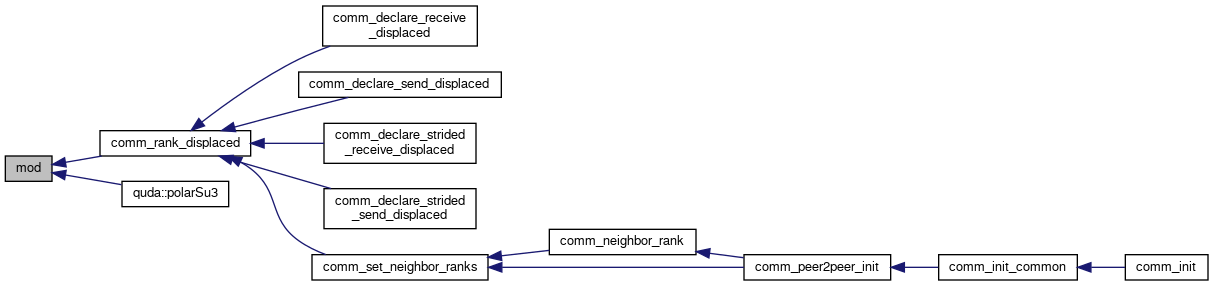 comm_declare_receive
_displaced
comm_declare_send_displaced
comm_rank_displaced
comm_declare_strided
_receive_displaced
mod
quda::polarSu3
comm_declare_strided
_send_displaced
comm_neighbor_rank
comm_set_neighbor_ranks
comm_peer2peer_init
comm_init_common
comm_init